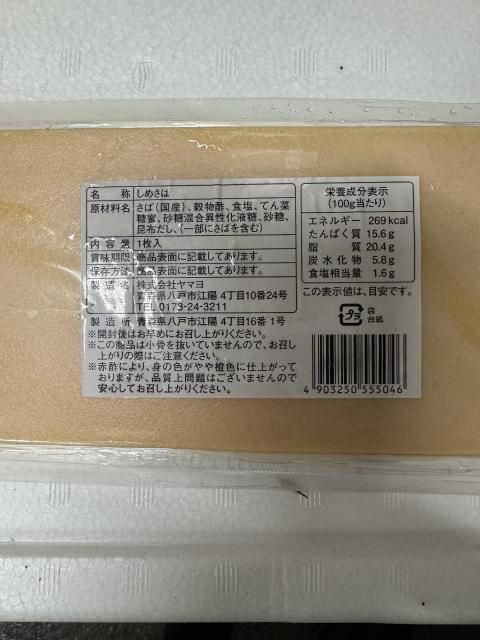 名称 しめさば
原材料名 さば(国産)、穀物酢、食塩、てん菜
糖蜜、砂糖混合異性化液糖、砂糖、
昆布だし、(一部にさばを含む)
内容量 1枚入
賞味期限 商品表面に記載してあります。
保存方法 商品表面に記載してあります。
製造者 株式会社ヤマヨ
青森県八戸市江陽4丁目10番24号
TEL 0173-24-3211
製造所 青森県八戸市江陽4丁目16番1号
※開封後はお早めにお召し上がりください。
※この商品は小骨を抜いていませんので、お召し
上がりの際はご注意ください。
※赤酢により、身の色がやや橙色に仕上がって
おりますが、品質上問題はございませんので
安心してお召し上がりください。
栄養成分表示
(100g当たり)
エネルギー 269kcal
たんぱく質 15.6g
脂質 20.4g
炭水化物 5.8g
食塩相当量 1.6g
この表示値は、目安です。
プラ
袋
台紙
4 903250 555046